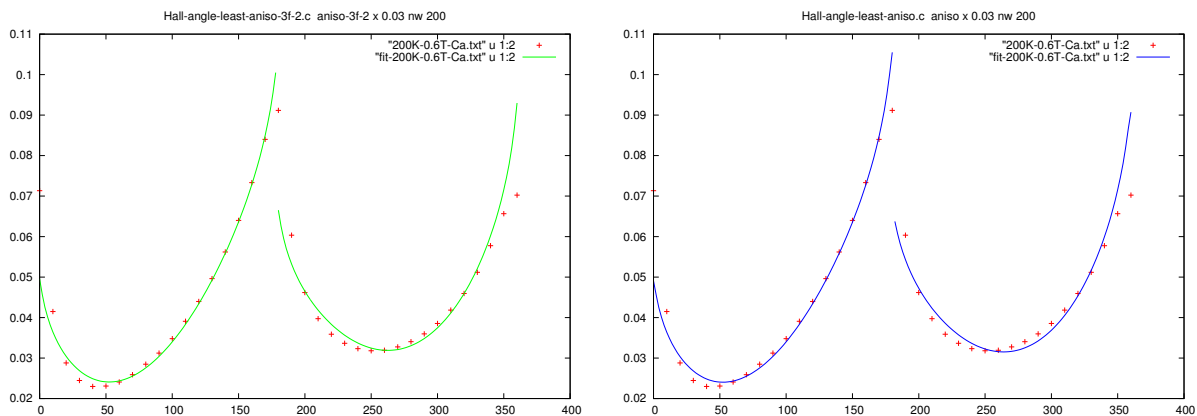 Hall-angle-least-aniso-3f-2.c aniso-3f-2 x 0.03 nw 200
"200K-0.6T-Ca.txt" u 1:2
"fit-200K-0.6T-Ca.txt" u 1:2
0.11
0.1
0.09
0.08
0.07
0.06
0.05
0.04
0.03
0.02
0 50 100 150 200 250 300 350 400
Hall-angle-least-aniso.c aniso x 0.03 nw 200
"200K-0.6T-Ca.txt" u 1:2
"fit-200K-0.6T-Ca.txt" u 1:2
0.11
0.1
0.09
0.08
0.07
0.06
0.05
0.04
0.03
0.02
0 50 100 150 200 250 300 350 400